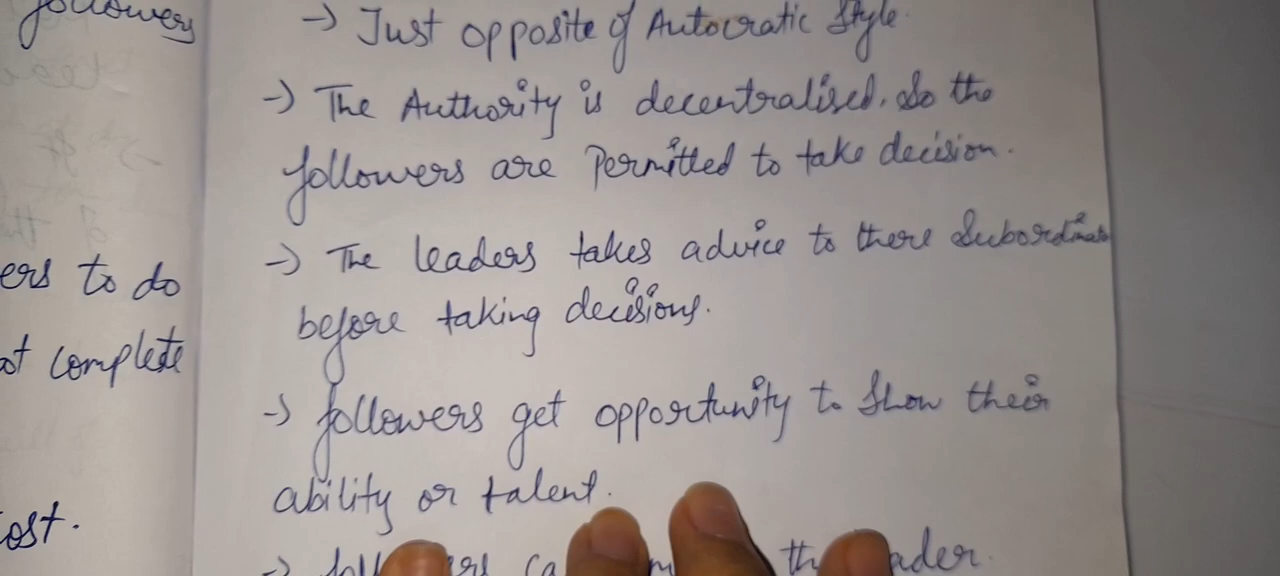 followers
ers to do
ot complete
cost.
-> Just opposite of Autocratic Style.
-> The Authority is decentralised. So the
followers are Permitted to take decision.
-> The leaders takes advice to there Subordinate
before taking decisions.
-> followers get opportunity to Show their
ability or talent.
->